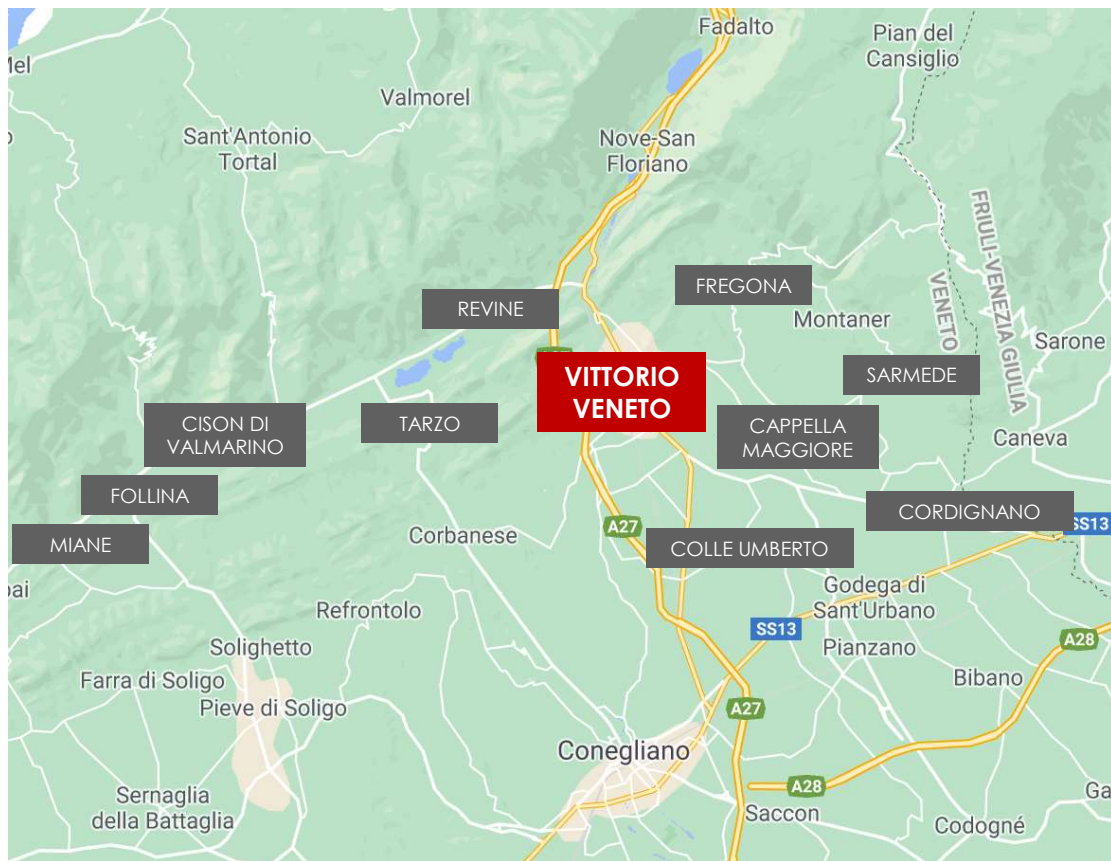 Fadalto
Pian del
Cansiglio
Mel
Valmorel
Sant'Antonio
Tortal
Nove-San
Floriano
FRIULI-VENEZIA GIULIA
VENETO
FREGONA
REVINE
Montaner
Sarone
SARMEDE
VITTORIO
VENETO
CISON DI
VALMARINO
TARZO
CAPPELLA
MAGGIORE
Caneva
FOLLINA
CORDIGNANO
SS13
A27
MIANE
Corbanese
COLLE UMBERTO
Godega di
Sant'Urbano
Refrontolo
SS13
Pianzano
A28
Solighetto
Farra di Soligo
Bibano
Pieve di Soligo
A27
Conegliano
A28
Sernaglia
della Battaglia
Saccon
Codogné